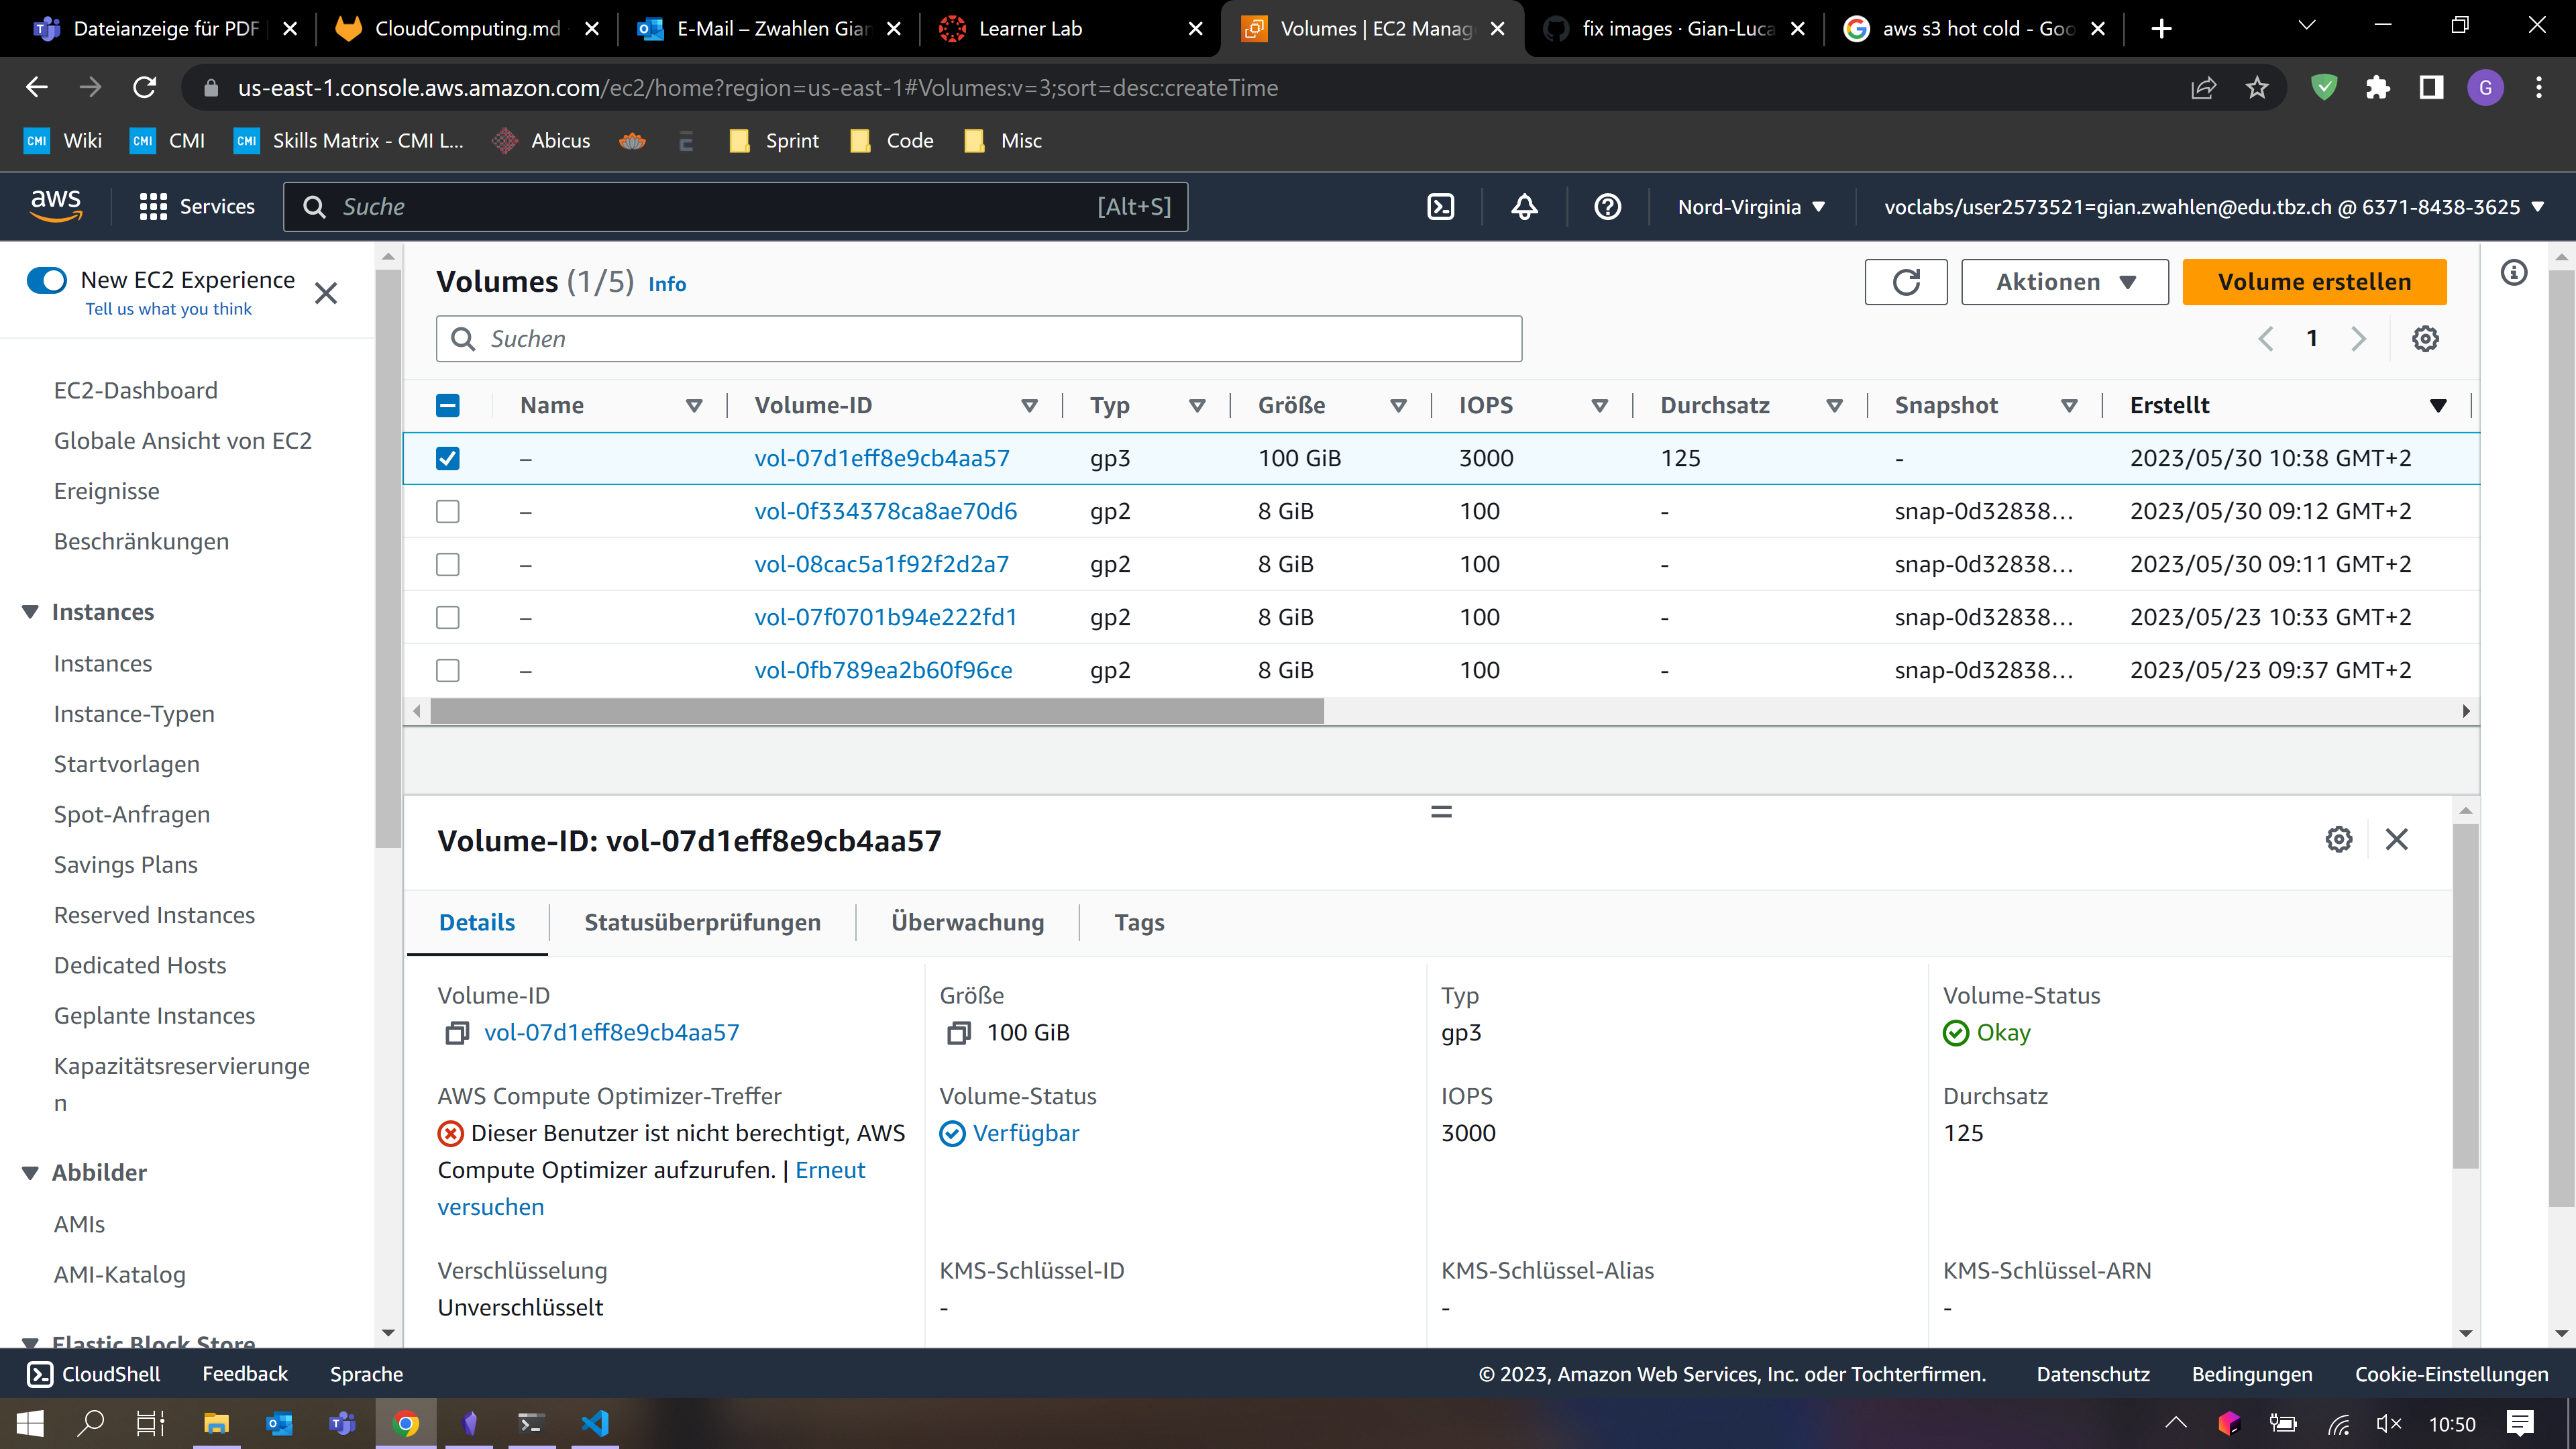 Dateianzeige für PDF
CloudComputing.md
E-Mail – Zwahlen Gian
Learner Lab
Volumes | EC2 Manag
fix images · Gian-Luca
aws s3 hot cold - Goo
us-east-1.console.aws.amazon.com/ec2/home?region=us-east-1#Volumes:v=3;sort=desc:createTime
G
CMI Wiki
CMI CMI
CMI Skills Matrix - CMI L...
Abicus
Sprint
Code
Misc
aws
Services
Suche
[Alt+S]
Nord-Virginia
voclabs/user2573521=gian.zwahlen@edu.tbz.ch @ 6371-8438-3625
New EC2 Experience
Tell us what you think
EC2-Dashboard
Globale Ansicht von EC2
Ereignisse
Beschränkungen
Instances
Instances
Instance-Typen
Startvorlagen
Spot-Anfragen
Savings Plans
Reserved Instances
Dedicated Hosts
Geplante Instances
Kapazitätsreservierunge
n
Abbilder
AMIs
AMI-Katalog
Elastic Block Store
Volumes (1/5) Info
Aktionen
Volume erstellen
Suchen
1
Name Volume-ID Typ Größe IOPS Durchsatz Snapshot Erstellt
– vol-07d1eff8e9cb4aa57 gp3 100 GiB 3000 125 - 2023/05/30 10:38 GMT+2
– vol-0f334378ca8ae70d6 gp2 8 GiB 100 - snap-0d32838... 2023/05/30 09:12 GMT+2
– vol-08cac5a1f92f2d2a7 gp2 8 GiB 100 - snap-0d32838... 2023/05/30 09:11 GMT+2
– vol-07f0701b94e222fd1 gp2 8 GiB 100 - snap-0d32838... 2023/05/23 10:33 GMT+2
– vol-0fb789ea2b60f96ce gp2 8 GiB 100 - snap-0d32838... 2023/05/23 09:37 GMT+2
Volume-ID: vol-07d1eff8e9cb4aa57
Details Statusüberprüfungen Überwachung Tags
Volume-ID
vol-07d1eff8e9cb4aa57
Größe
100 GiB
Typ
gp3
Volume-Status
Okay
AWS Compute Optimizer-Treffer
Dieser Benutzer ist nicht berechtigt, AWS
Compute Optimizer aufzurufen. | Erneut
versuchen
Volume-Status
Verfügbar
IOPS
3000
Durchsatz
125
Verschlüsselung
Unverschlüsselt
KMS-Schlüssel-ID
-
KMS-Schlüssel-Alias
-
KMS-Schlüssel-ARN
-
CloudShell Feedback Sprache
© 2023, Amazon Web Services, Inc. oder Tochterfirmen. Datenschutz Bedingungen Cookie-Einstellungen
10:50